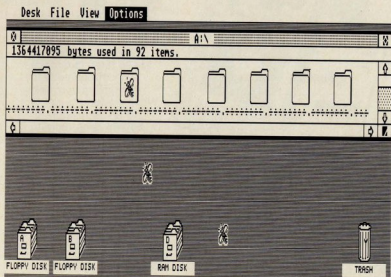 Desk File View Options
A:\
1364417095 bytes used in 92 items.
A
B
D
FLOPPY DISK FLOPPY DISK RAM DISK TRASH